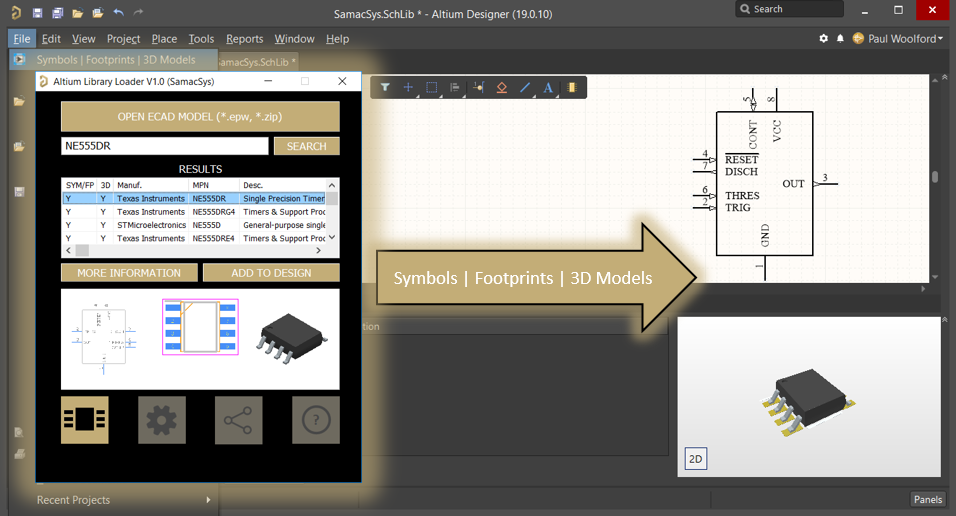 SamacSys.SchLib * - Altium Designer (19.0.10)
Search
File Edit View Project Place Tools Reports Window Help
Paul Woolford
Symbols | Footprints | 3D Models
SamacSys.SchLib *
Altium Library Loader V1.0 (SamacSys)
OPEN ECAD MODEL (*.epw, *.zip)
NE555DR
SEARCH
RESULTS
SYM/FP 3D Manuf. MPN Desc.
Y Y Texas Instruments NE555DR Single Precision Timer
Y Y Texas Instruments NE555DRG4 Timers & Support Prod
Y Y STMicroelectronics NE555D General-purpose single
Y Y Texas Instruments NE555DRE4 Timers & Support Prod
MORE INFORMATION
ADD TO DESIGN
?
Symbols | Footprints | 3D Models
A
5
8
CONT
VCC
4
RESET
7
DISCH
OUT
3
6
THRES
2
TRIG
GND
1
2D
Recent Projects
Panels